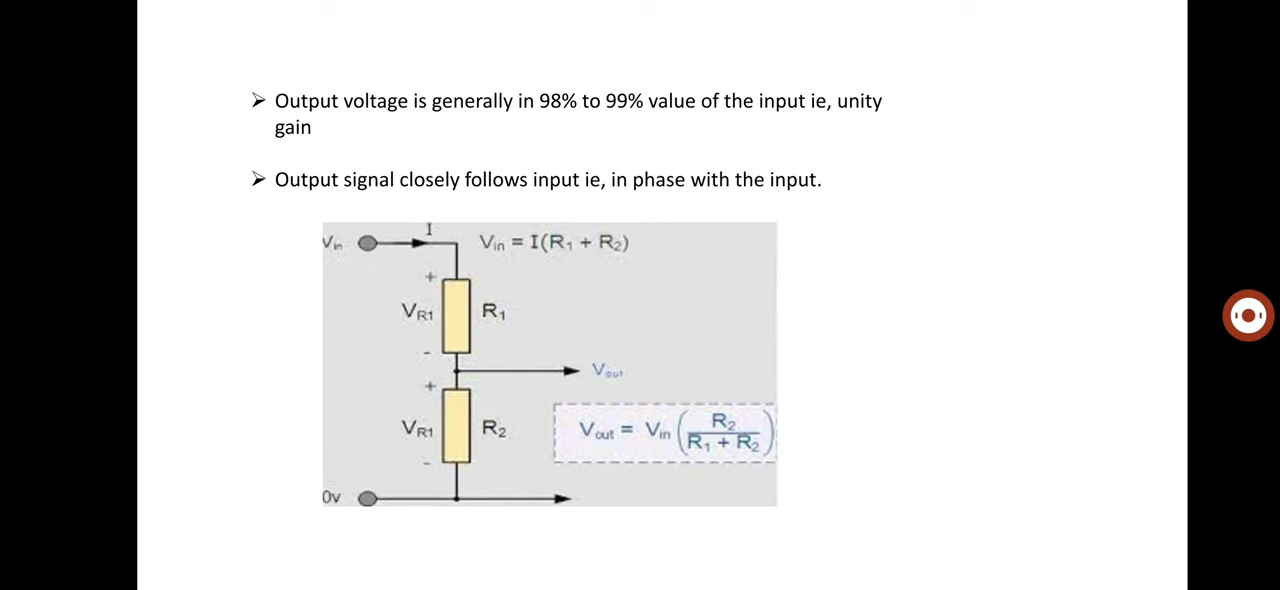 ➢ Output voltage is generally in 98% to 99% value of the input ie, unity
gain
➢ Output signal closely follows input ie, in phase with the input.
Vin
I
Vin = I(R1 + R2)
+
VR1
R1
-
Vout
+
VR1
R2
Vout = Vin (R2 / R1 + R2)
-
0v